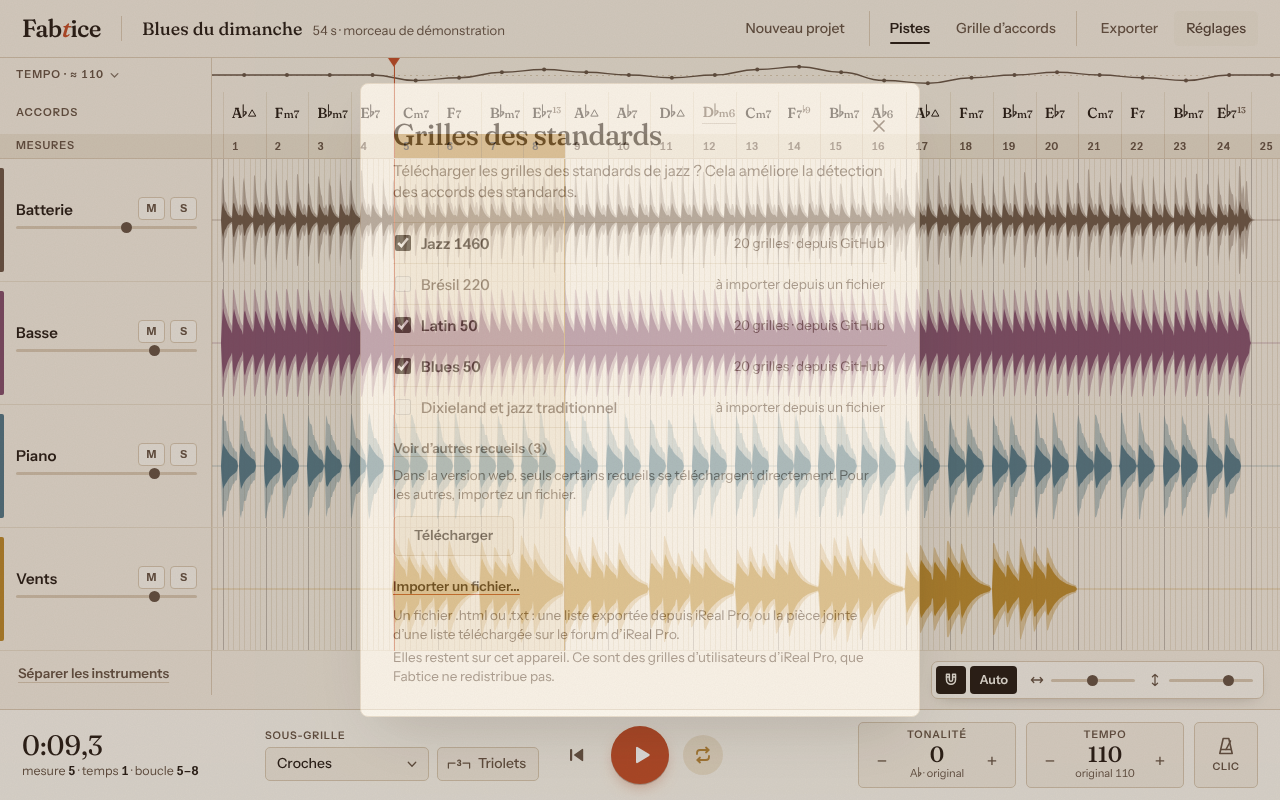 Fabtice
Blues du dimanche 54 s · morceau de démonstration
Nouveau projet
Pistes
Grille d’accords
Exporter
Réglages
TEMPO · ≈ 110
ACCORDS
A♭△ Fm7 B♭m7 E♭7 Cm7 F7 B♭m7 E♭7¹³ A♭△ A♭7 D♭△ D♭m6 Cm7 F7♭⁹ B♭m7 A♭6 A♭△ Fm7 B♭m7 E♭7 Cm7 F7 B♭m7 E♭7¹³
MESURES
1 2 3 4 5 6 7 8 9 10 11 12 13 14 15 16 17 18 19 20 21 22 23 24 25
Batterie
M S
Basse
M S
Piano
M S
Vents
M S
Séparer les instruments
Grilles des standards
Télécharger les grilles des standards de jazz ? Cela améliore la détection
des accords des standards.
Jazz 1460 20 grilles · depuis GitHub
Brésil 220 à importer depuis un fichier
Latin 50 20 grilles · depuis GitHub
Blues 50 20 grilles · depuis GitHub
Dixieland et jazz traditionnel à importer depuis un fichier
Voir d’autres recueils (3)
Dans la version web, seuls certains recueils se téléchargent directement. Pour
les autres, importez un fichier.
Télécharger
Importer un fichier…
Un fichier .html ou .txt : une liste exportée depuis iReal Pro, ou la pièce jointe
d’une liste téléchargée sur le forum d’iReal Pro.
Elles restent sur cet appareil. Ce sont des grilles d’utilisateurs d’iReal Pro, que
Fabtice ne redistribue pas.
Auto
0:09,3
mesure 5 · temps 1 · boucle 5–8
SOUS-GRILLE
Croches
3 Triolets
TONALITÉ
− 0 +
A♭ · original
TEMPO
− 110 +
original 110
CLIC